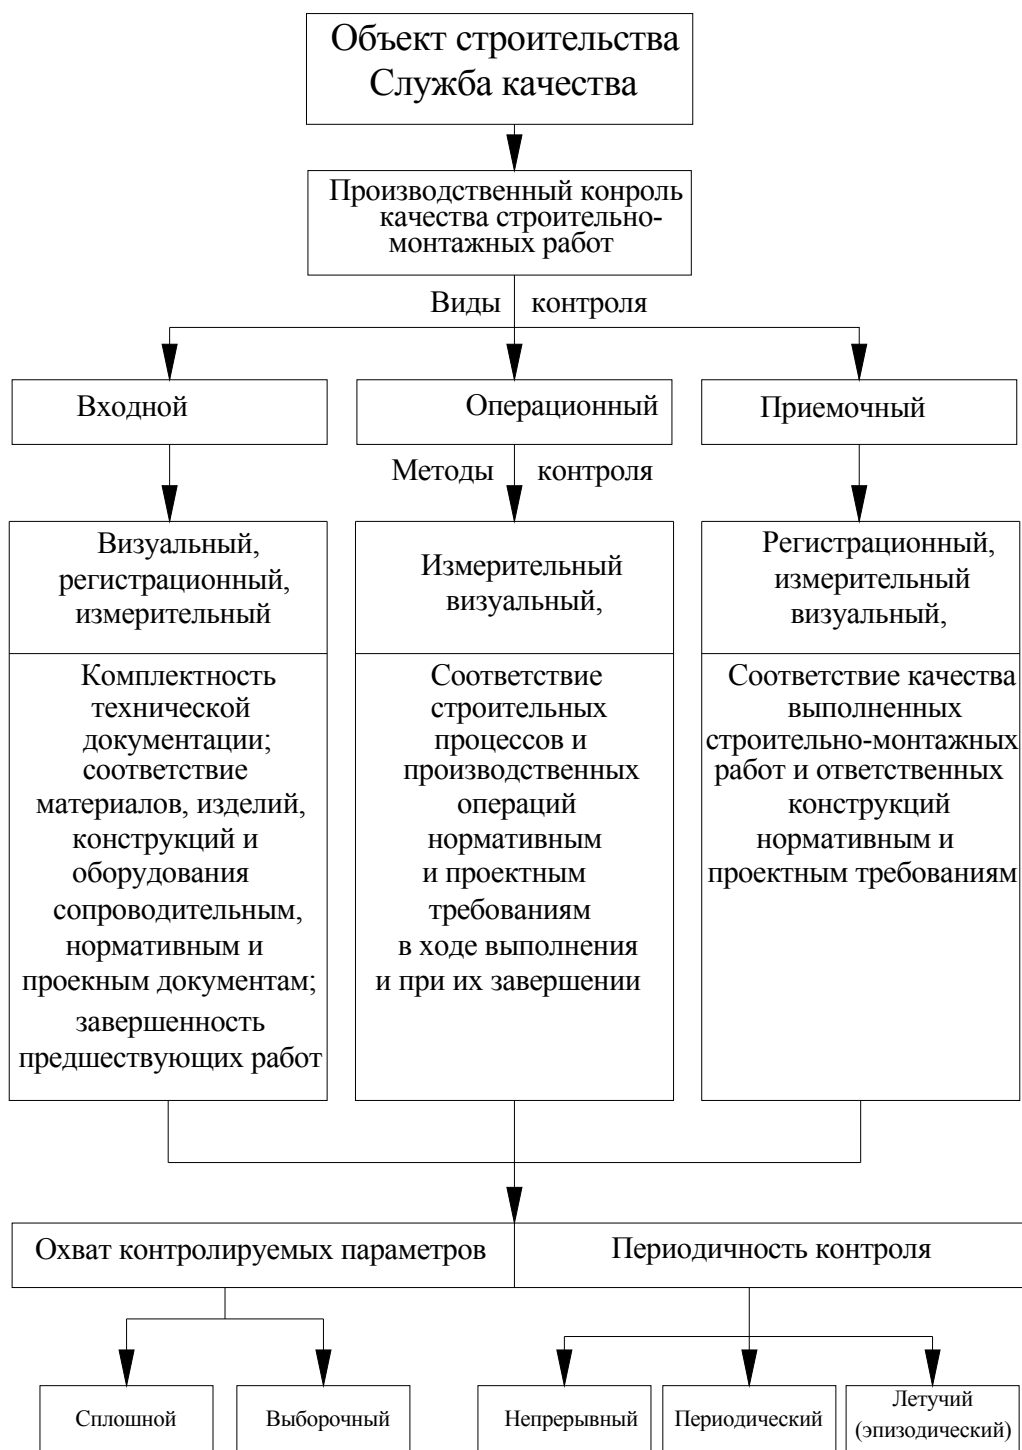 Объект строительства
Служба качества
Производственный конроль
качества строительно-
монтажных работ
Виды контроля
Входной
Операционный
Приемочный
Методы контроля
Визуальный,
регистрационный,
измерительный
Измерительный
визуальный,
Регистрационный,
измерительный
визуальный,
Комплектность
технической
документации;
соответствие
материалов, изделий,
конструкций и
оборудования
сопроводительным,
нормативным и
проекным документам;
завершенность
предшествующих работ
Соответствие
строительных
процессов и
производственных
операций
нормативным
и проектным
требованиям
в ходе выполнения
и при их завершении
Соответствие качества
выполненных
строительно-монтажных
работ и ответственных
конструкций
нормативным и
проектным требованиям
Охват контролируемых параметров
Периодичность контроля
Сплошной
Выборочный
Непрерывный
Периодический
Летучий
(эпизодический)